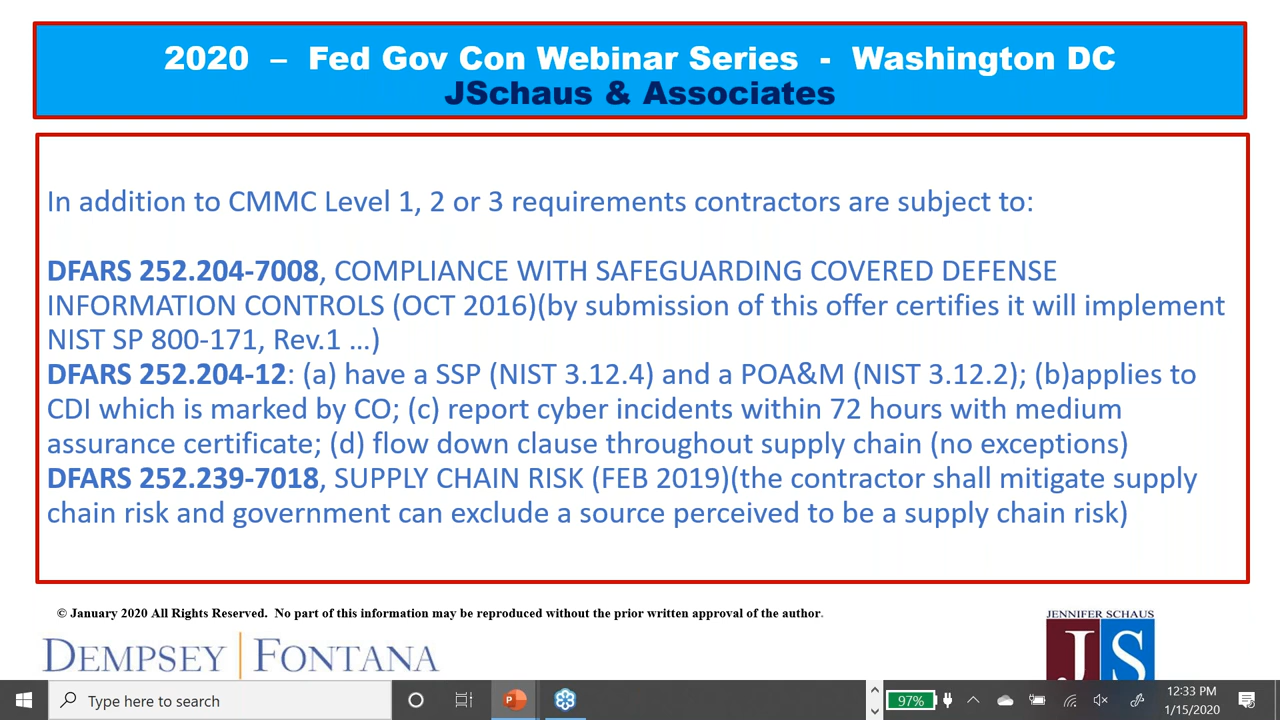 2020 – Fed Gov Con Webinar Series - Washington DC
JSchaus & Associates
In addition to CMMC Level 1, 2 or 3 requirements contractors are subject to:
DFARS 252.204-7008, COMPLIANCE WITH SAFEGUARDING COVERED DEFENSE
INFORMATION CONTROLS (OCT 2016)(by submission of this offer certifies it will implement
NIST SP 800-171, Rev.1 ...)
DFARS 252.204-12: (a) have a SSP (NIST 3.12.4) and a POA&M (NIST 3.12.2); (b)applies to
CDI which is marked by CO; (c) report cyber incidents within 72 hours with medium
assurance certificate; (d) flow down clause throughout supply chain (no exceptions)
DFARS 252.239-7018, SUPPLY CHAIN RISK (FEB 2019)(the contractor shall mitigate supply
chain risk and government can exclude a source perceived to be a supply chain risk)
© January 2020 All Rights Reserved. No part of this information may be reproduced without the prior written approval of the author.
DEMPSEY FONTANA
JENNIFER SCHAUS
JS
Type here to search
97%
12:33 PM
1/15/2020